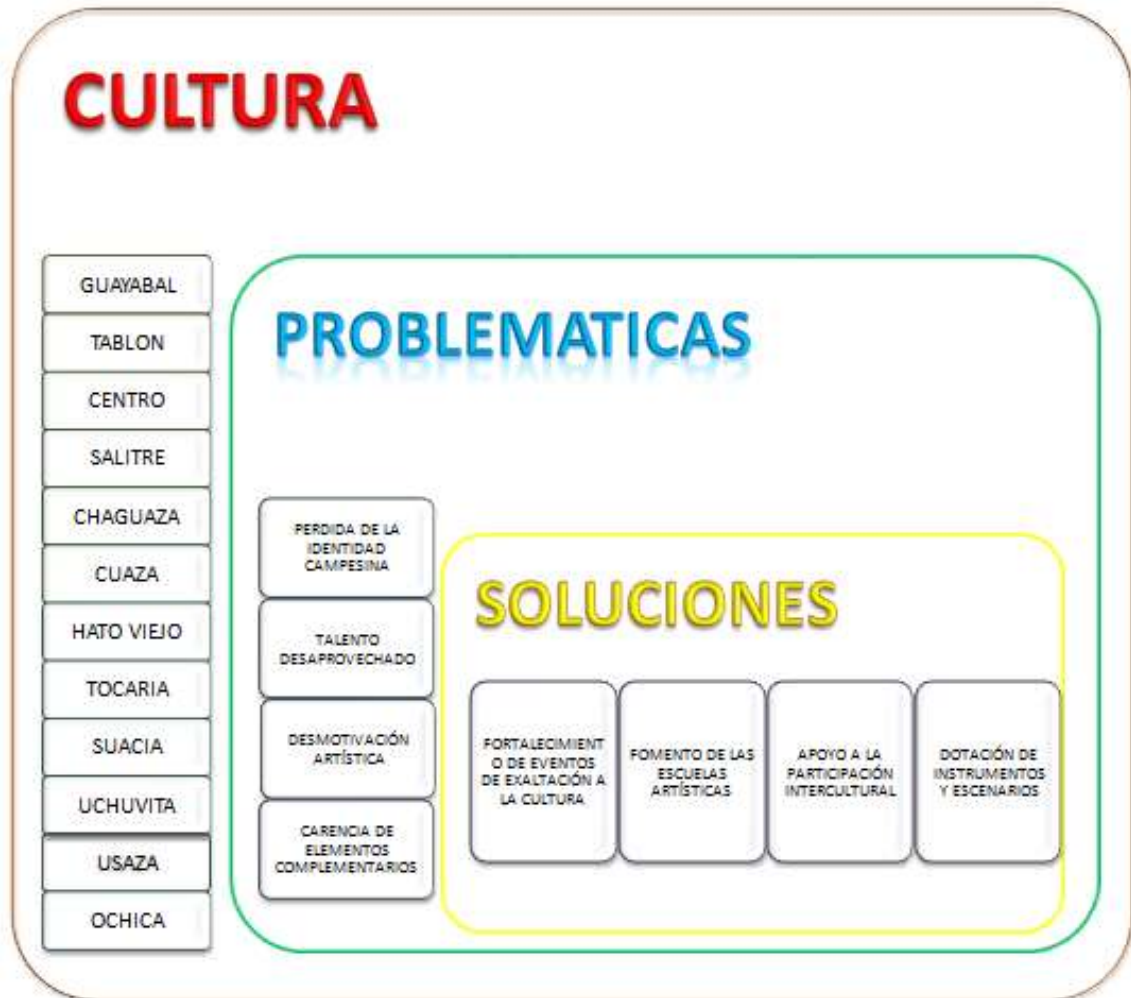 CULTURA
GUAYABAL
TABLON
CENTRO
SALITRE
CHAGUAZA
CUAZA
HATO VIEJO
TOCARIA
SUACIA
UCHUVITA
USAZA
OCHICA
PROBLEMATICAS
PERDIDA DE LA
IDENTIDAD
CAMPESINA
TALENTO
DESAPROVECHADO
DESMOTIVACIÓN
ARTÍSTICA
CARENCIA DE
ELEMENTOS
COMPLEMENTARIOS
SOLUCIONES
FORTALECIMIENT
O DE EVENTOS
DE EXALTACIÓN A
LA CULTURA
FOMENTO DE LAS
ESCUELAS
ARTÍSTICAS
APOYO A LA
PARTICIPACIÓN
INTERCULTURAL
DOTACIÓN DE
INSTRUMENTOS
Y ESCENARIOS